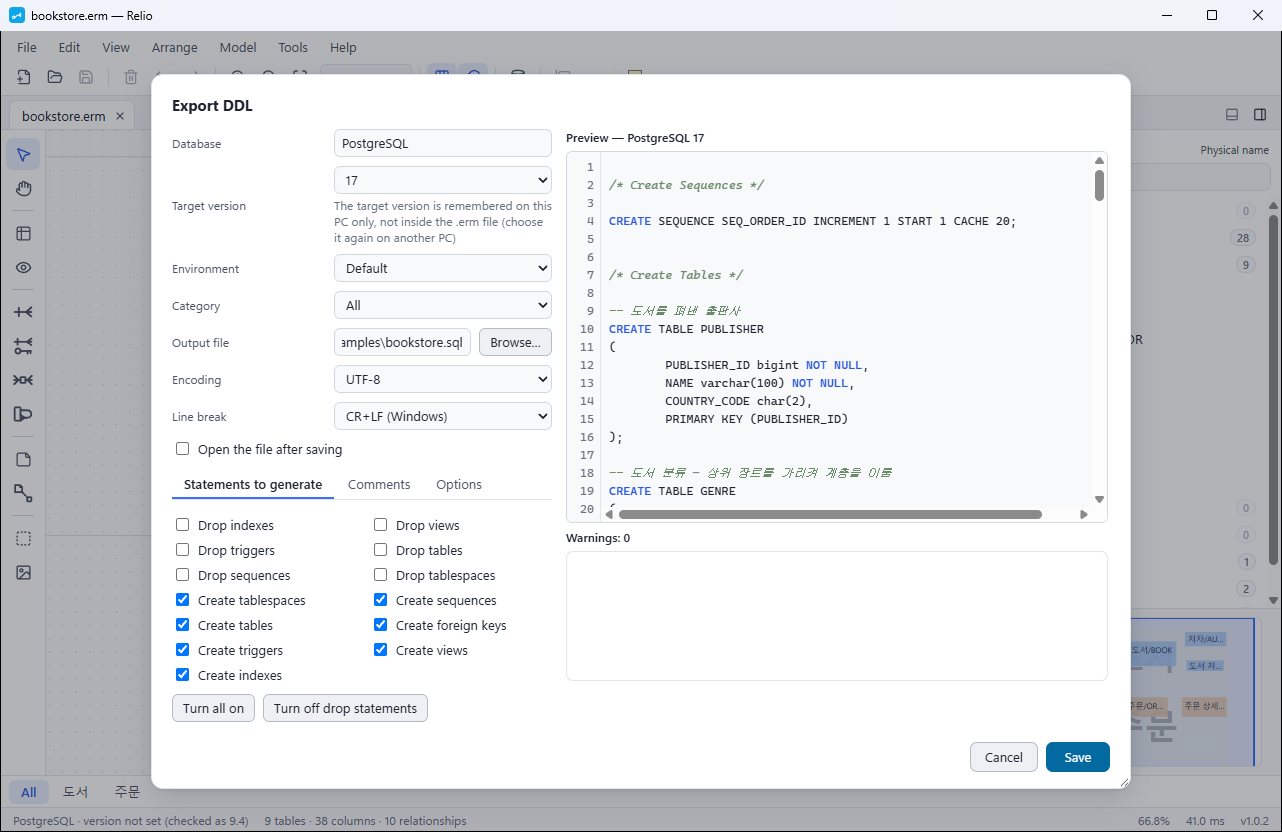 bookstore.erm — Relio
File Edit View Arrange Model Tools Help
bookstore.erm
Physical name
Export DDL
Database
PostgreSQL
17
Target version
The target version is remembered on this
PC only, not inside the .erm file (choose
it again on another PC)
Environment
Default
Category
All
Output file
amples\bookstore.sql
Browse...
Encoding
UTF-8
Line break
CR+LF (Windows)
Open the file after saving
Statements to generate Comments Options
Drop indexes Drop views
Drop triggers Drop tables
Drop sequences Drop tablespaces
Create tablespaces Create sequences
Create tables Create foreign keys
Create triggers Create views
Create indexes
Turn all on Turn off drop statements
Preview — PostgreSQL 17
1
2 /* Create Sequences */
3
4 CREATE SEQUENCE SEQ_ORDER_ID INCREMENT 1 START 1 CACHE 20;
5
6
7 /* Create Tables */
8
9 -- 도서를 펴낸 출판사
10 CREATE TABLE PUBLISHER
11 (
12 PUBLISHER_ID bigint NOT NULL,
13 NAME varchar(100) NOT NULL,
14 COUNTRY_CODE char(2),
15 PRIMARY KEY (PUBLISHER_ID)
16 );
17
18 -- 도서 분류 - 상위 장르를 가리켜 계층을 이룸
19 CREATE TABLE GENRE
20 (
Warnings: 0
Cancel Save
0
28
9
OR
0
0
1
2
저자/AU...
도서/BOOK
도서 저...
주문/OR...
주문 상세...
주문
All 도서 주문
PostgreSQL · version not set (checked as 9.4) 9 tables · 38 columns · 10 relationships
66.8% 41.0 ms v1.0.2